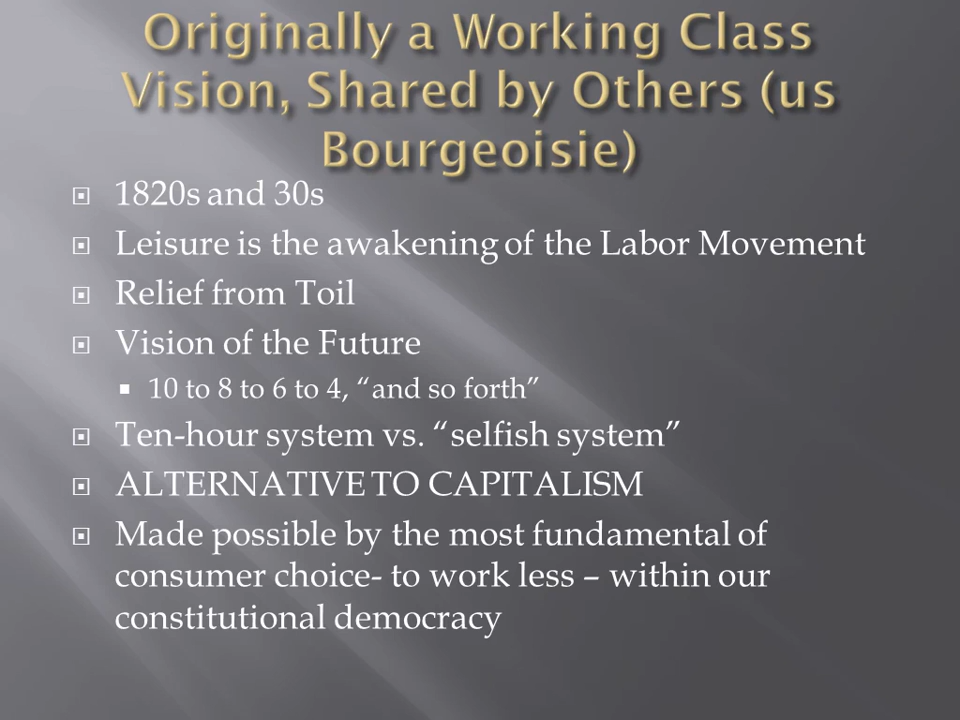 Originally a Working Class
Vision, Shared by Others (us
Bourgeoisie)
1820s and 30s
Leisure is the awakening of the Labor Movement
Relief from Toil
Vision of the Future
10 to 8 to 6 to 4, “and so forth”
Ten-hour system vs. “selfish system”
ALTERNATIVE TO CAPITALISM
Made possible by the most fundamental of
consumer choice- to work less – within our
constitutional democracy